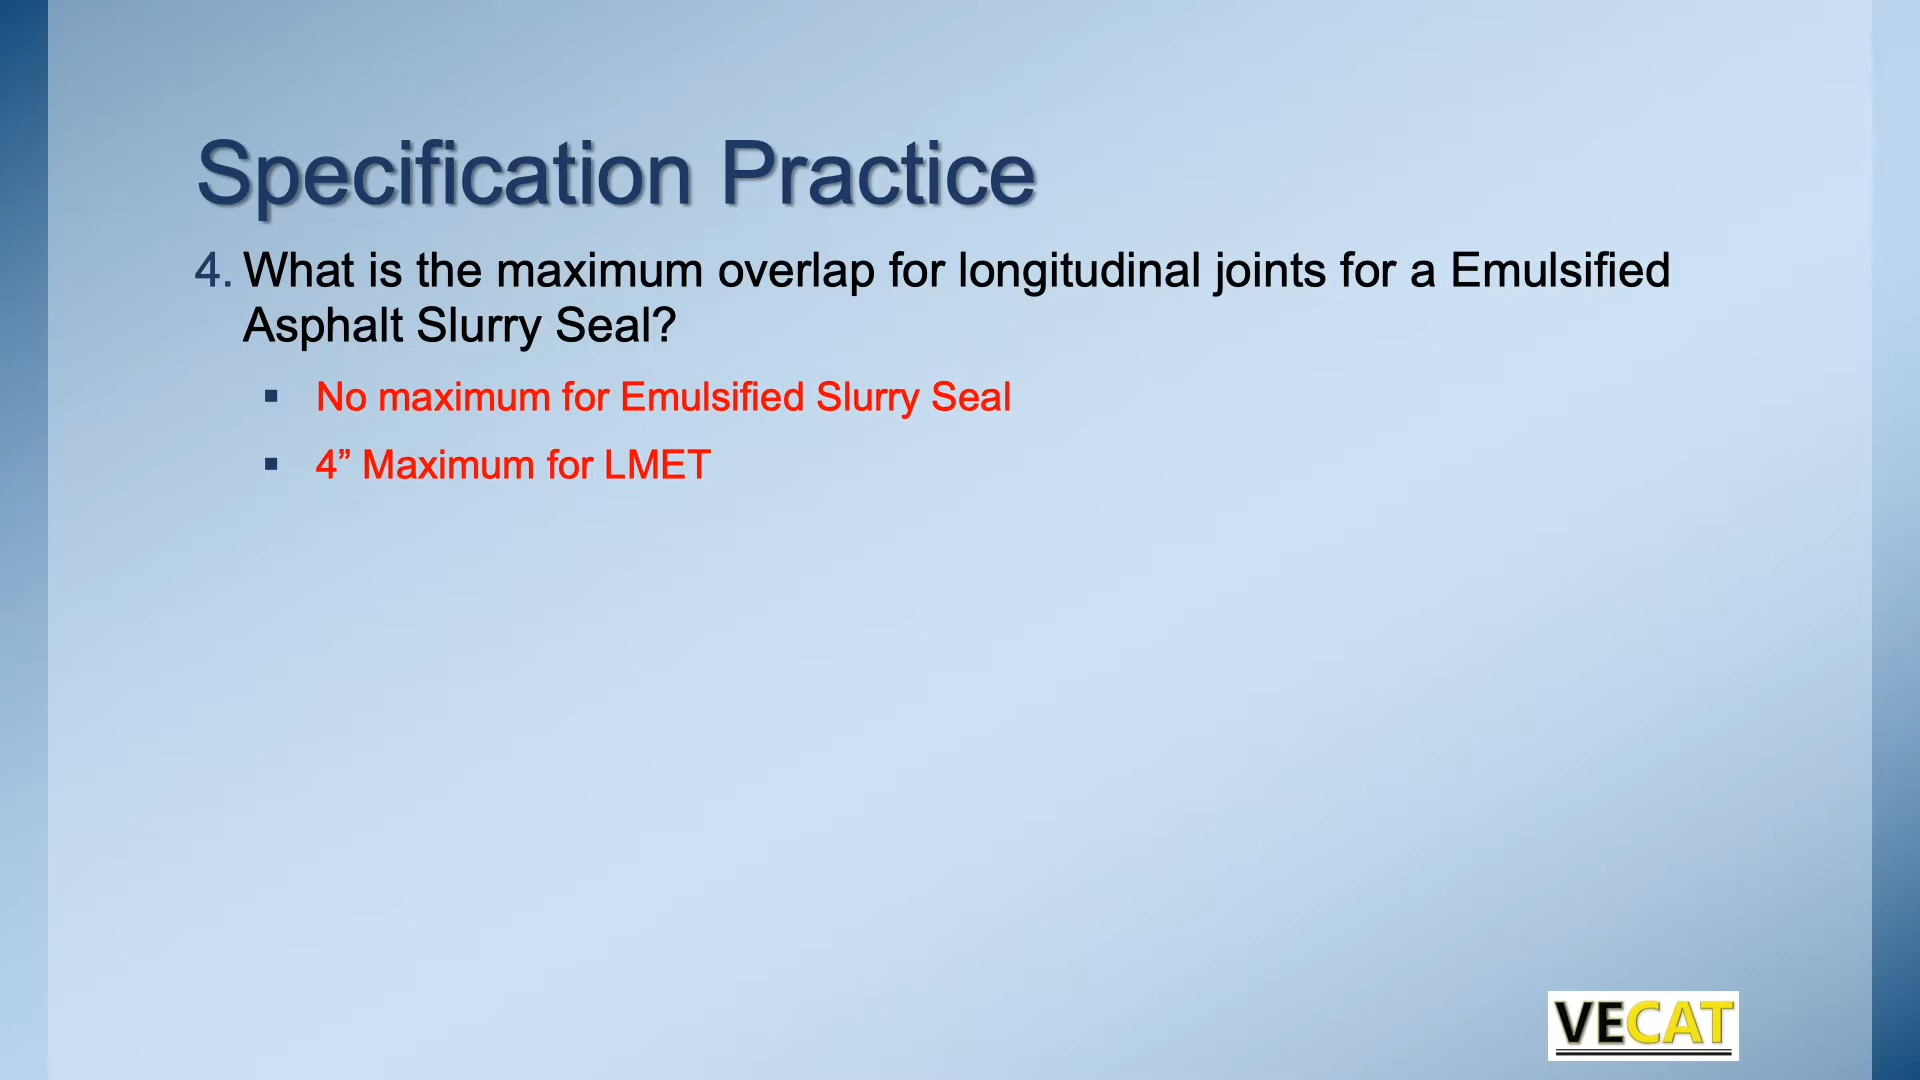 Specification Practice
4. What is the maximum overlap for longitudinal joints for a Emulsified
Asphalt Slurry Seal?
▪ No maximum for Emulsified Slurry Seal
▪ 4” Maximum for LMET
VECAT